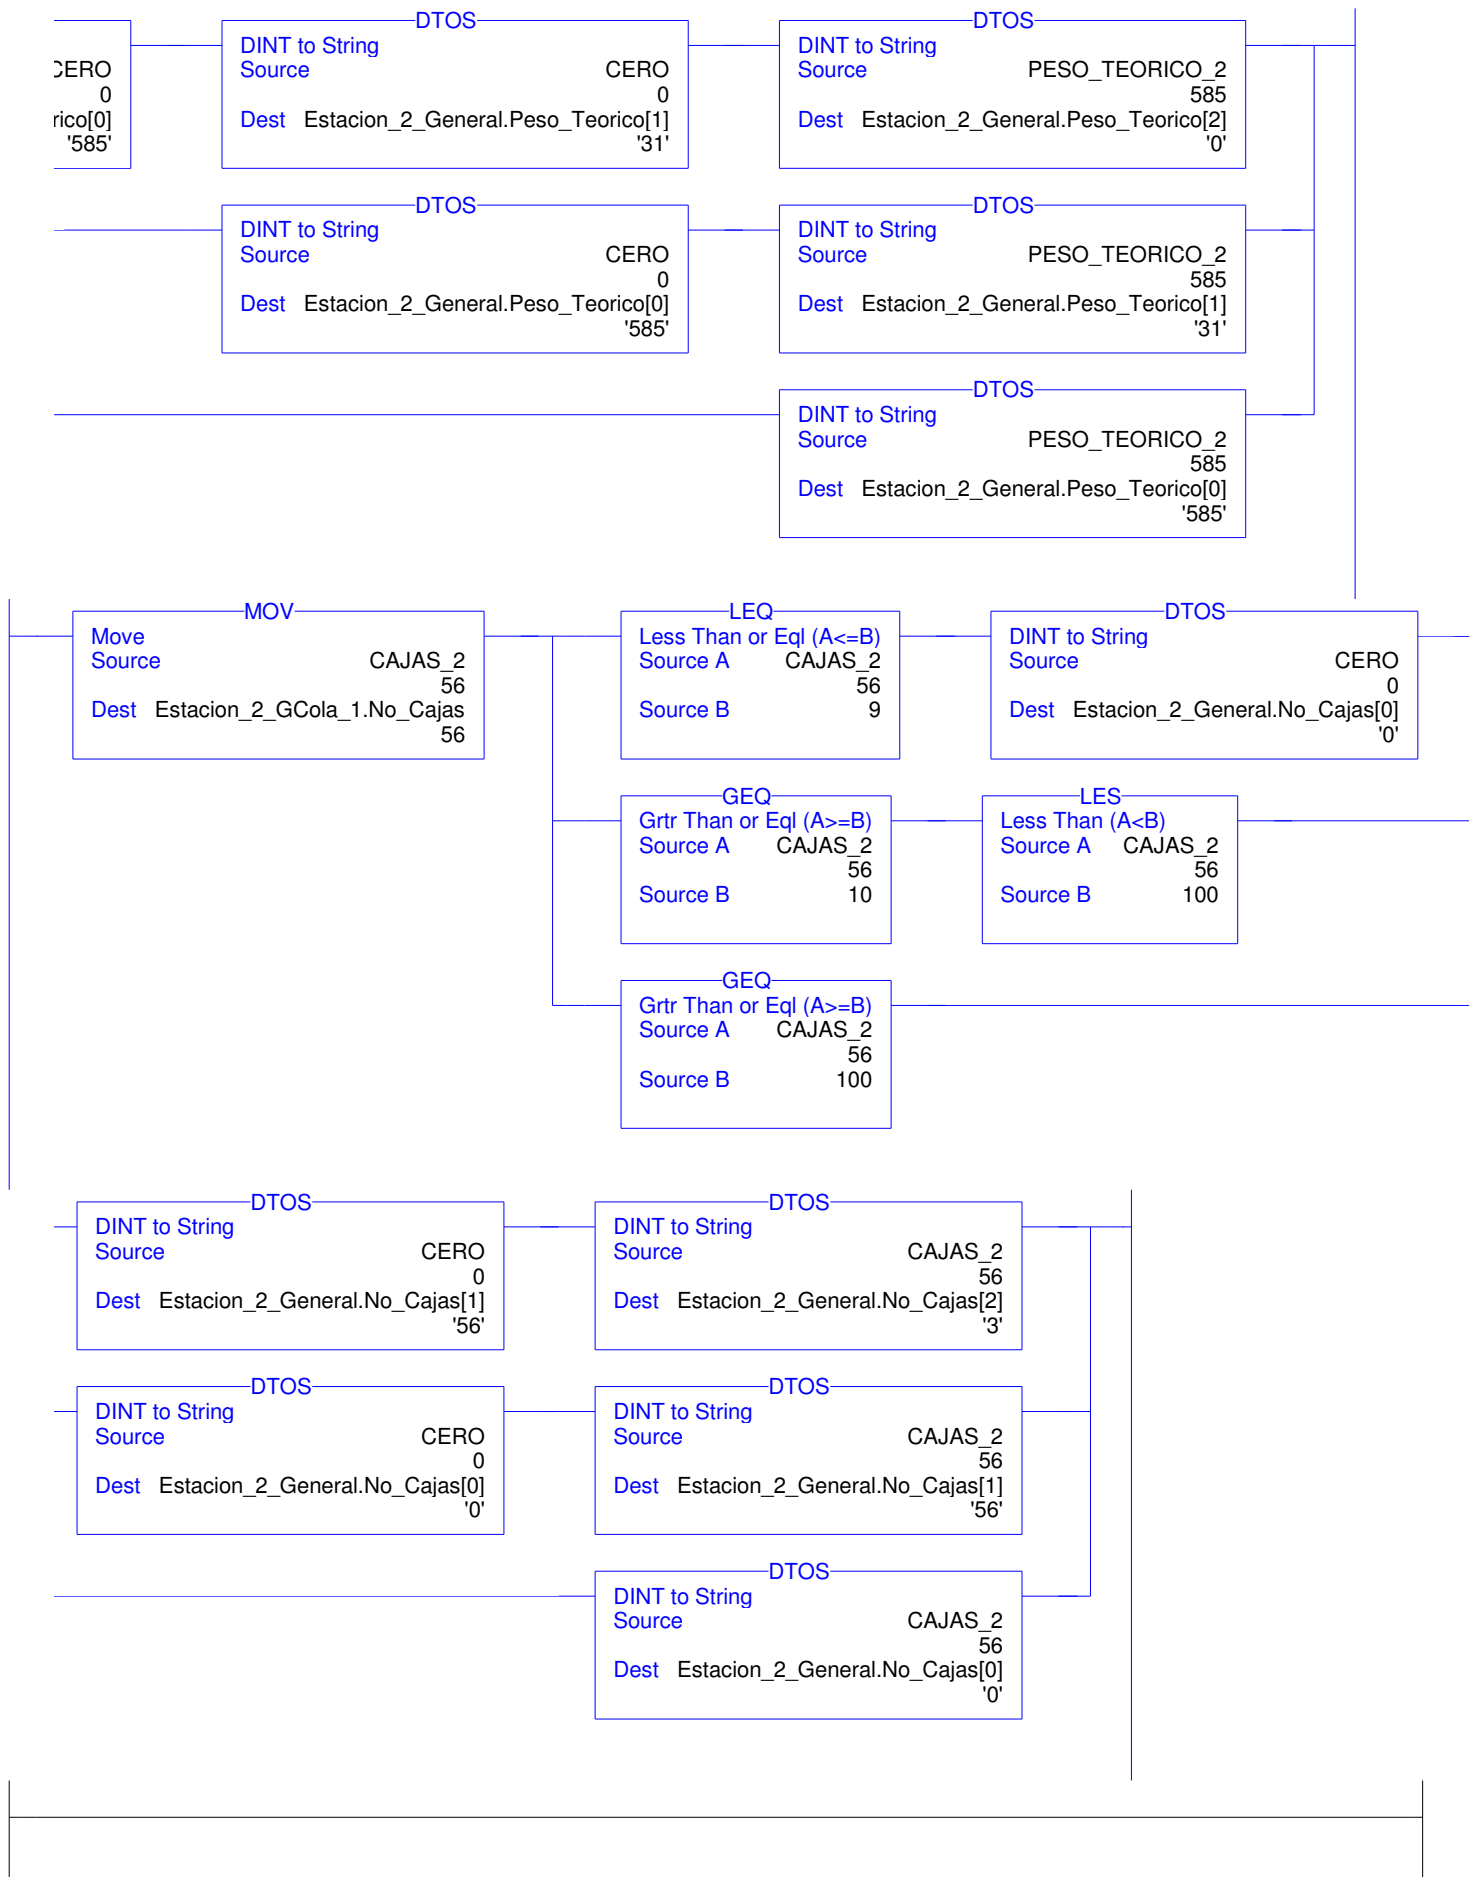 DTOS
DINT to String
Source CERO
0
Dest Estacion_2_General.Peso_Teorico[1]
'31'
DTOS
DINT to String
Source PESO_TEORICO_2
585
Dest Estacion_2_General.Peso_Teorico[2]
'0'
CERO
0
rico[0]
'585'
DTOS
DINT to String
Source CERO
0
Dest Estacion_2_General.Peso_Teorico[0]
'585'
DTOS
DINT to String
Source PESO_TEORICO_2
585
Dest Estacion_2_General.Peso_Teorico[1]
'31'
DTOS
DINT to String
Source PESO_TEORICO_2
585
Dest Estacion_2_General.Peso_Teorico[0]
'585'
MOV
Move
Source CAJAS_2
56
Dest Estacion_2_GCola_1.No_Cajas
56
LEQ
Less Than or Eql (A<=B)
Source A CAJAS_2
56
Source B 9
DTOS
DINT to String
Source CERO
0
Dest Estacion_2_General.No_Cajas[0]
'0'
GEQ
Grtr Than or Eql (A>=B)
Source A CAJAS_2
56
Source B 10
LES
Less Than (A<B)
Source A CAJAS_2
56
Source B 100
GEQ
Grtr Than or Eql (A>=B)
Source A CAJAS_2
56
Source B 100
DTOS
DINT to String
Source CERO
0
Dest Estacion_2_General.No_Cajas[1]
'56'
DTOS
DINT to String
Source CAJAS_2
56
Dest Estacion_2_General.No_Cajas[2]
'3'
DTOS
DINT to String
Source CERO
0
Dest Estacion_2_General.No_Cajas[0]
'0'
DTOS
DINT to String
Source CAJAS_2
56
Dest Estacion_2_General.No_Cajas[1]
'56'
DTOS
DINT to String
Source CAJAS_2
56
Dest Estacion_2_General.No_Cajas[0]
'0'